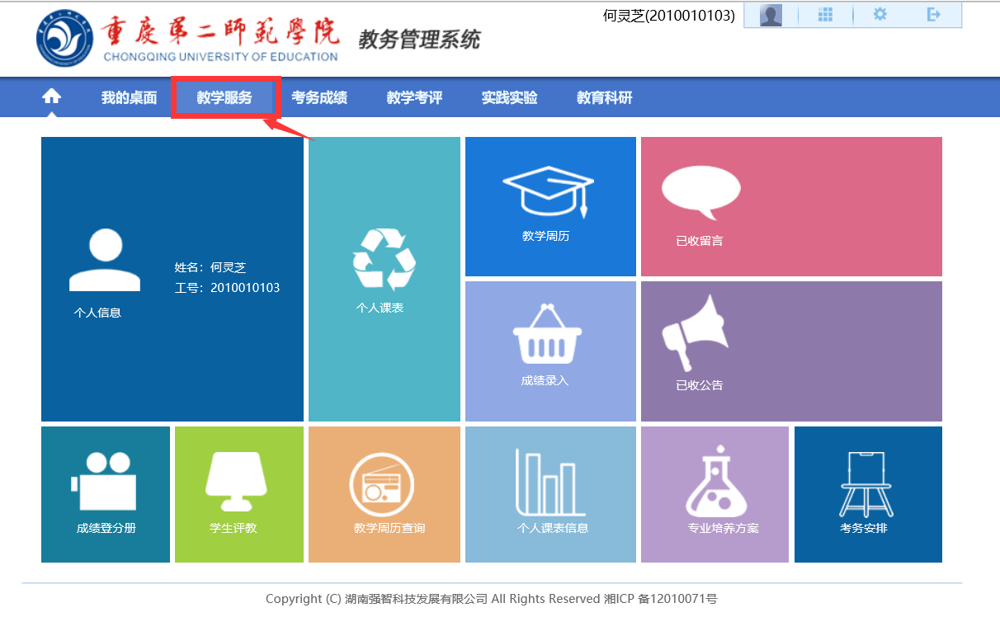 何灵芝(2010010103)
重慶第二師範學院
CHONGQING UNIVERSITY OF EDUCATION
教务管理系统
我的桌面 教学服务 考务成绩 教学考评 实践实验 教育科研
教学周历
已收留言
姓名：何灵芝
工号：2010010103
个人信息
个人课表
成绩录入
已收公告
成绩登分册
学生评教
教学周历查询
个人课表信息
专业培养方案
考务安排
Copyright (C) 湖南强智科技发展有限公司 All Rights Reserved 湘ICP 备12010071号